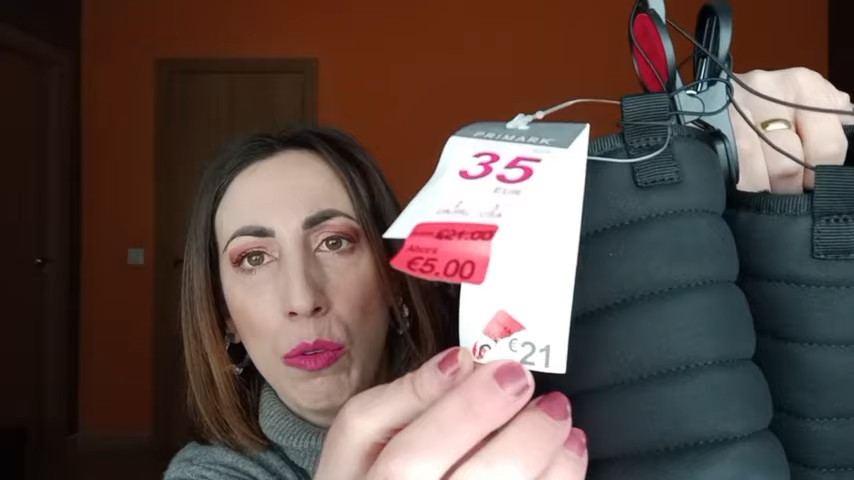 PRIMARK
35
EUR
€21.00
Ahora
€5.00
€21